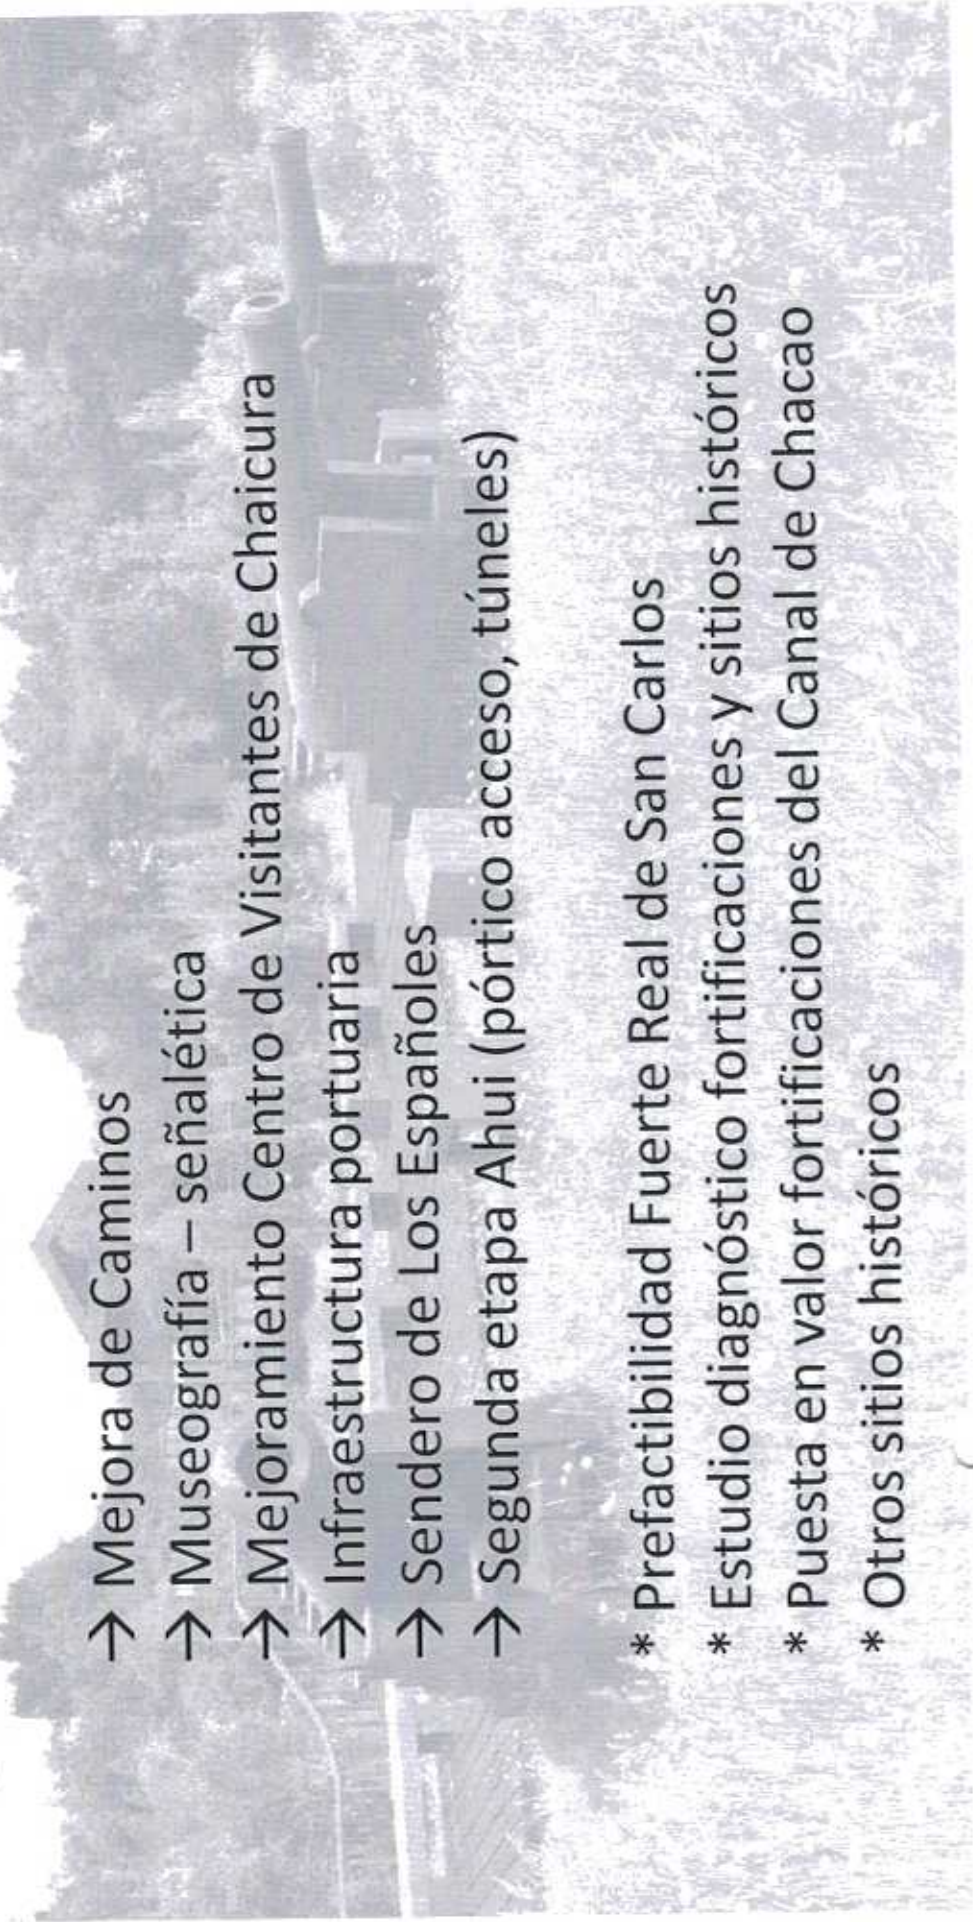 → Mejora de Caminos
→ Museografía – señalética
→ Mejoramiento Centro de Visitantes de Chaicura
→ Infraestructura portuaria
→ Sendero de Los Españoles
→ Segunda etapa Ahui (pórtico acceso, túneles)
* Prefactibilidad Fuerte Real de San Carlos
* Estudio diagnóstico fortificaciones y sitios históricos
* Puesta en valor fortificaciones del Canal de Chacao
* Otros sitios históricos